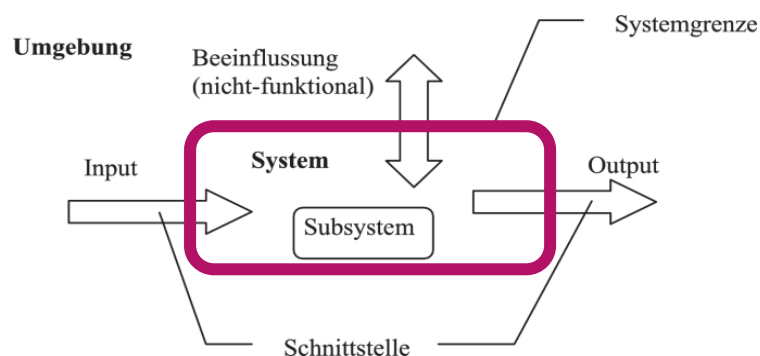 Systemgrenze
Umgebung
Beeinflussung
(nicht-funktional)
Input
System
Output
Subsystem
Schnittstelle